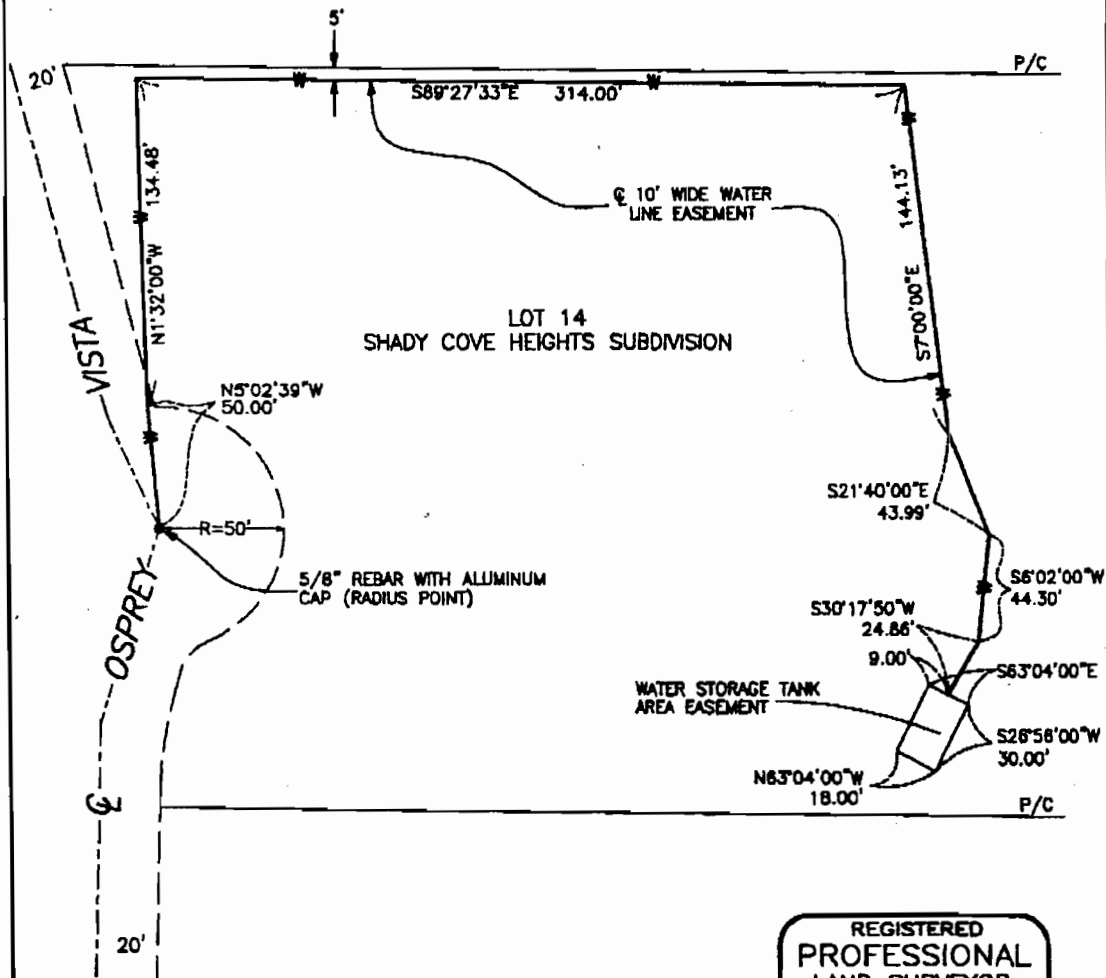 5'
20'
P/C
W
W
S89°27'33"E 314.00'
W
134.48'
W
N1°32'00"W
144.13'
S7°00'00"E
W
℄ 10' WIDE WATER
LINE EASEMENT
LOT 14
SHADY COVE HEIGHTS SUBDIVISION
VISTA
N5°02'39"W
50.00'
W
S21°40'00"E
43.99'
R=50'
5/8" REBAR WITH ALUMINUM
CAP (RADIUS POINT)
OSPREY
W
S6°02'00"W
44.30'
S30°17'50"W
24.86'
9.00'
S63°04'00"E
WATER STORAGE TANK
AREA EASEMENT
S26°56'00"W
30.00'
N63°04'00"W
18.00'
℄
P/C
20'
REGISTERED
PROFESSIONAL
LAND SURVEYOR